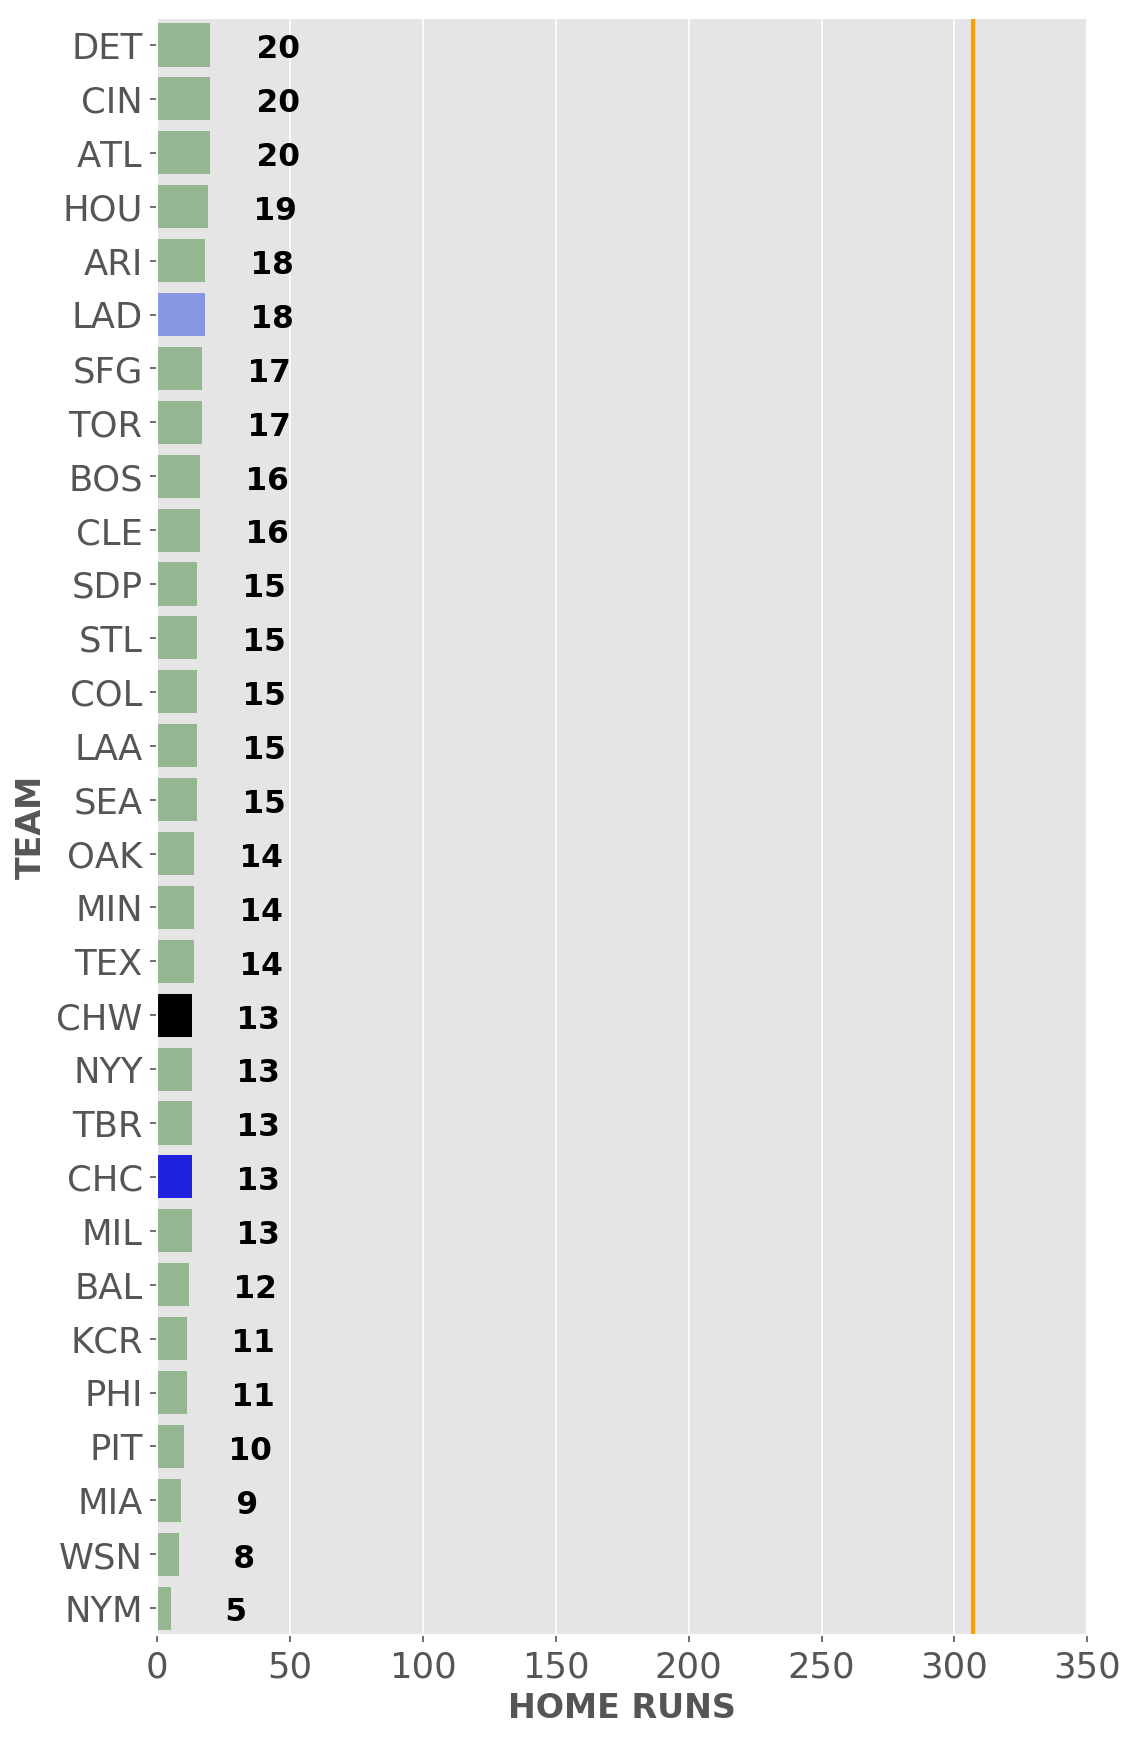 DET 20
CIN 20
ATL 20
HOU 19
ARI 18
LAD 18
SFG 17
TOR 17
BOS 16
CLE 16
SDP 15
STL 15
COL 15
LAA 15
SEA 15
OAK 14
MIN 14
TEX 14
CHW 13
NYY 13
TBR 13
CHC 13
MIL 13
BAL 12
KCR 11
PHI 11
PIT 10
MIA 9
WSN 8
NYM 5
TEAM
0 50 100 150 200 250 300 350
HOME RUNS